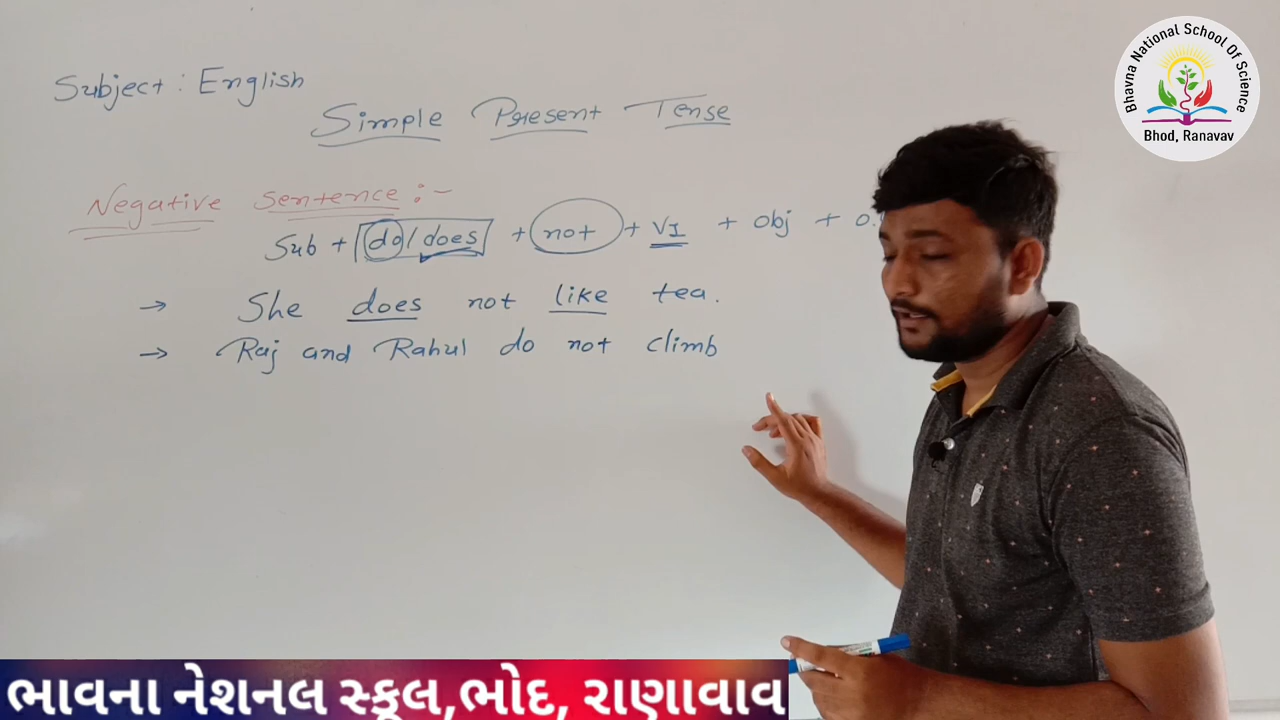 Subject : English
Simple Present Tense
Negative Sentence :-
Sub + do/does + not + V1 + obj + o.
→ She does not like tea.
→ Raj and Rahul do not climb
Bhavna National School Of Science
Bhod, Ranavav
ભાવના નેશનલ સ્કૂલ,ભોદ, રાણાવાવ